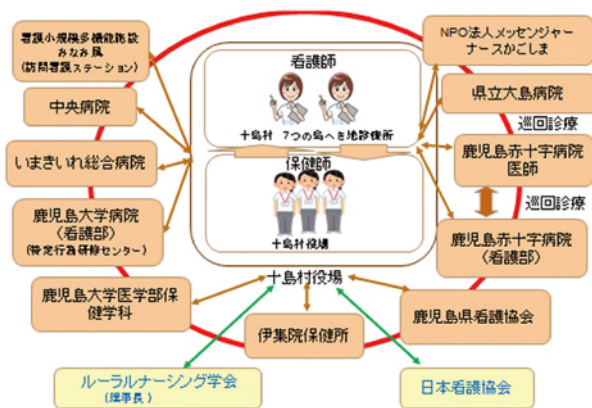 看護小規模多機能施設
みなみ風
(訪問看護ステーション)
中央病院
いまきいれ総合病院
鹿児島大学病院
〈看護部〉
(特定行為研修センター)
鹿児島大学医学部保
健学科
看護師
十島村 7つの島へき地診療所
保健師
十島村役場
十島村役場
伊集院保健所
NPO法人メッセンジャー
ナースかごしま
県立大島病院
巡回診療
鹿児島赤十字病院
医師
巡回診療
鹿児島赤十字病院
〈看護部〉
鹿児島県看護協会
ルーラルナーシング学会
(理事長)
日本看護協会